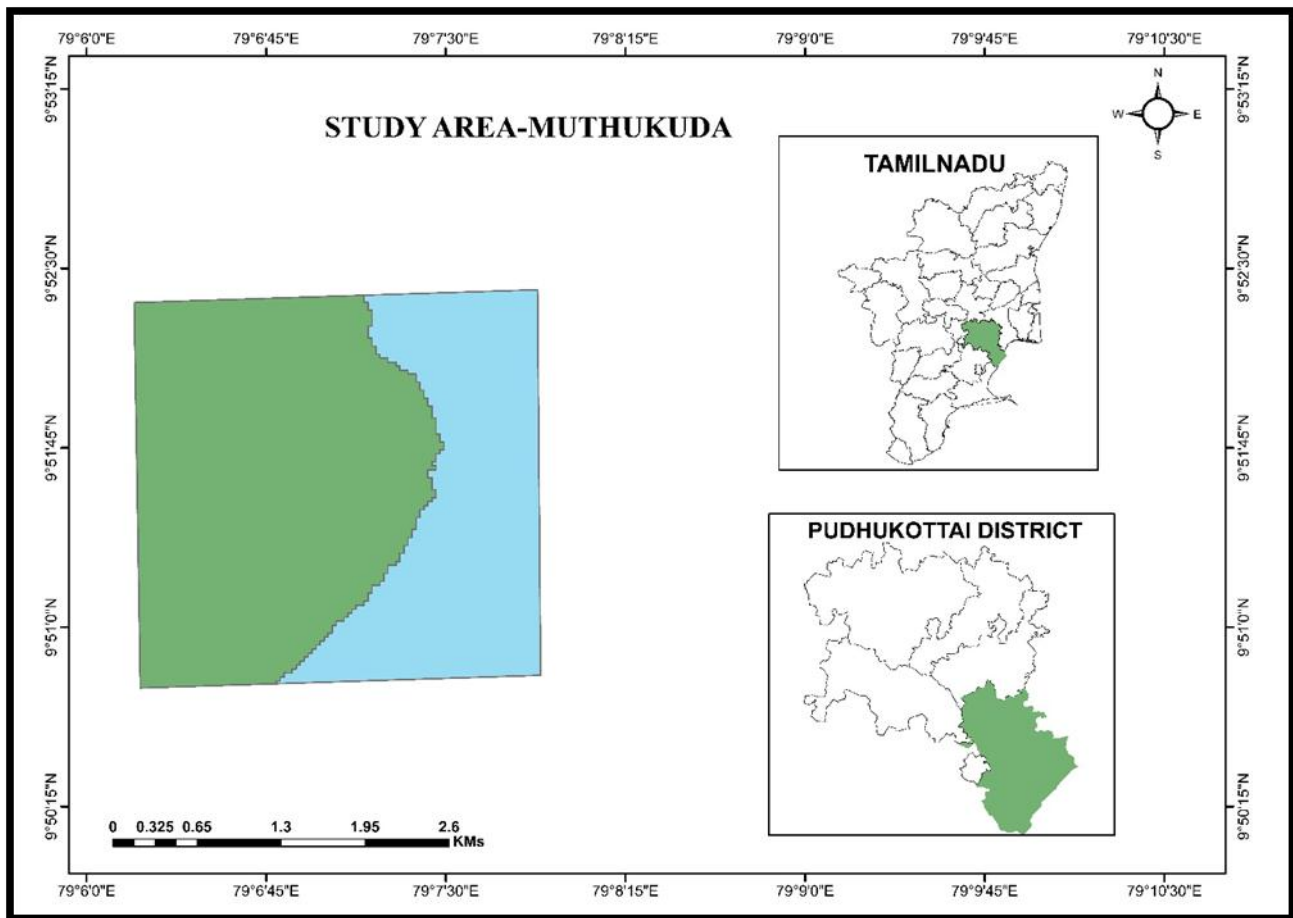 79°6'0"E 79°6'45"E 79°7'30"E 79°8'15"E 79°9'0"E 79°9'45"E 79°10'30"E
9°53'15"N
9°53'15"N
N
W E
S
STUDY AREA-MUTHUKUDA
TAMILNADU
9°52'30"N
9°52'30"N
9°51'45"N
9°51'45"N
PUDHUKOTTAI DISTRICT
9°51'0"N
9°51'0"N
9°50'15"N
9°50'15"N
0 0.325 0.65 1.3 1.95 2.6
KMs
79°6'0"E 79°6'45"E 79°7'30"E 79°8'15"E 79°9'0"E 79°9'45"E 79°10'30"E